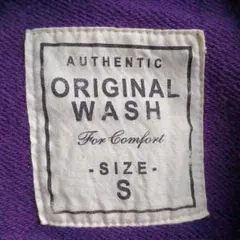 AUTHENTIC
ORIGINAL
WASH
For Comfort
-SIZE-
S